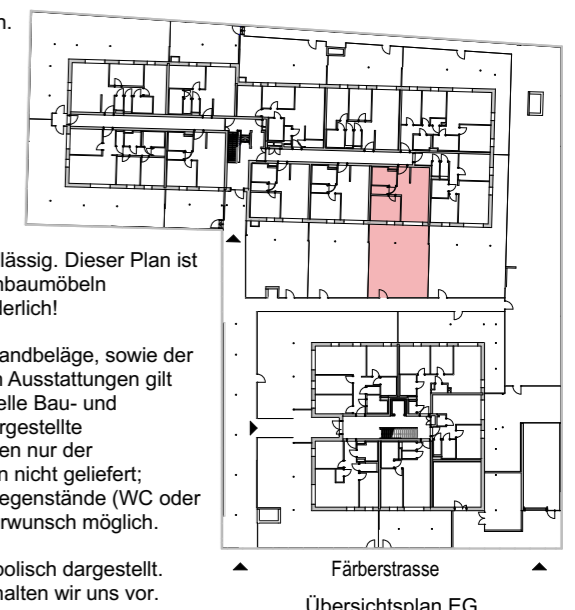 n.
lässig. Dieser Plan ist
nbaumöbeln
derlich!
andbeläge, sowie der
n Ausstattungen gilt
elle Bau- und
rgestellte
en nur der
n nicht geliefert;
egenstände (WC oder
erwunsch möglich.
bolisch dargestellt.
halten wir uns vor.
Färberstrasse
Übersichtsplan EG